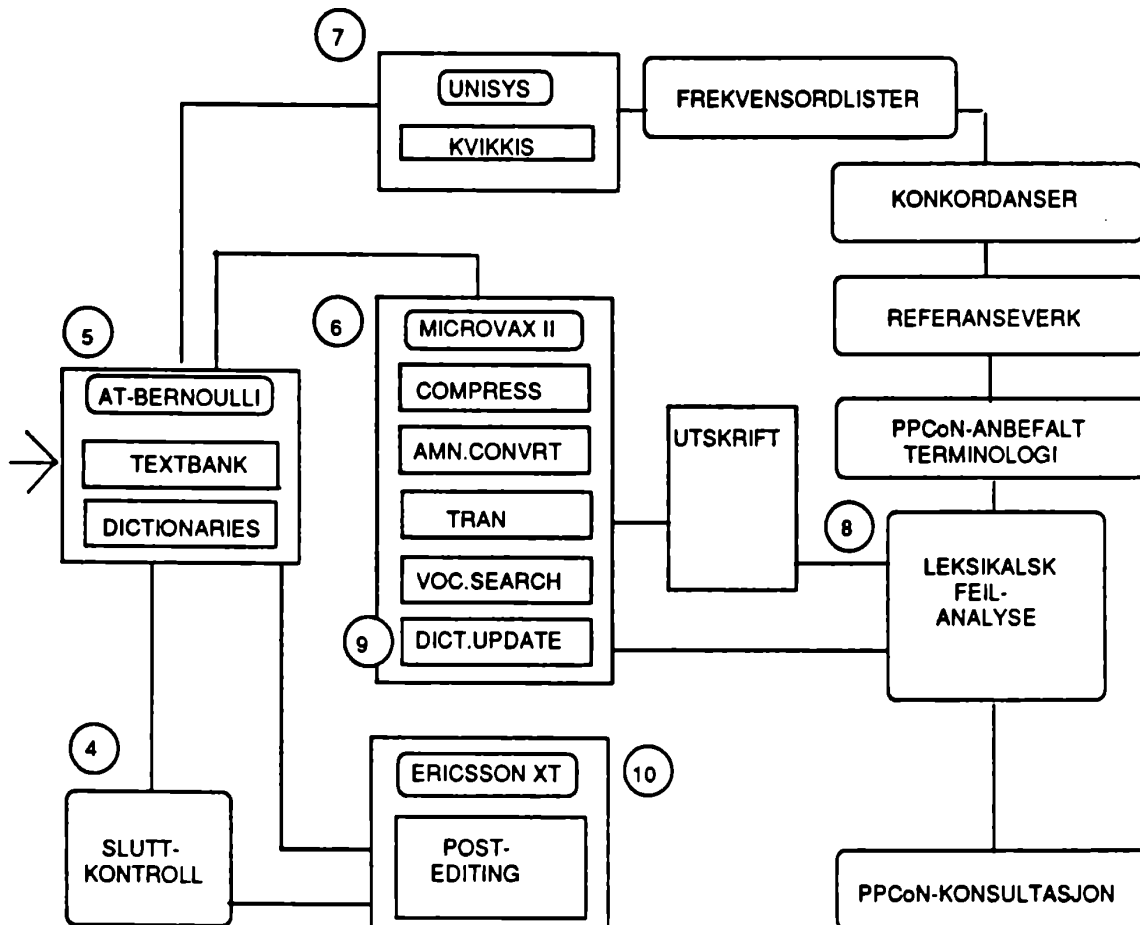 7
UNISYS
KVIKKIS
FREKVENSORDLISTER
KONKORDANSER
REFERANSEVERK
PPCoN-ANBEFALT
TERMINOLOGI
6
MICROVAX II
COMPRESS
AMN.CONVRT
TRAN
VOC.SEARCH
9
DICT.UPDATE
5
AT-BERNOULLI
TEXTBANK
DICTIONARIES
UTSKRIFT
8
LEKSIKALSK
FEIL-
ANALYSE
4
SLUTT-
KONTROLL
ERICSSON XT
10
POST-
EDITING
PPCoN-KONSULTASJON